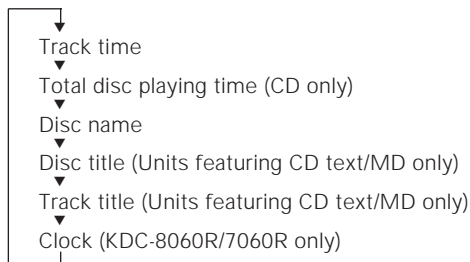 Track time
Total disc playing time (CD only)
Disc name
Disc title (Units featuring CD text/MD only)
Track title (Units featuring CD text/MD only)
Clock (KDC-8060R/7060R only)